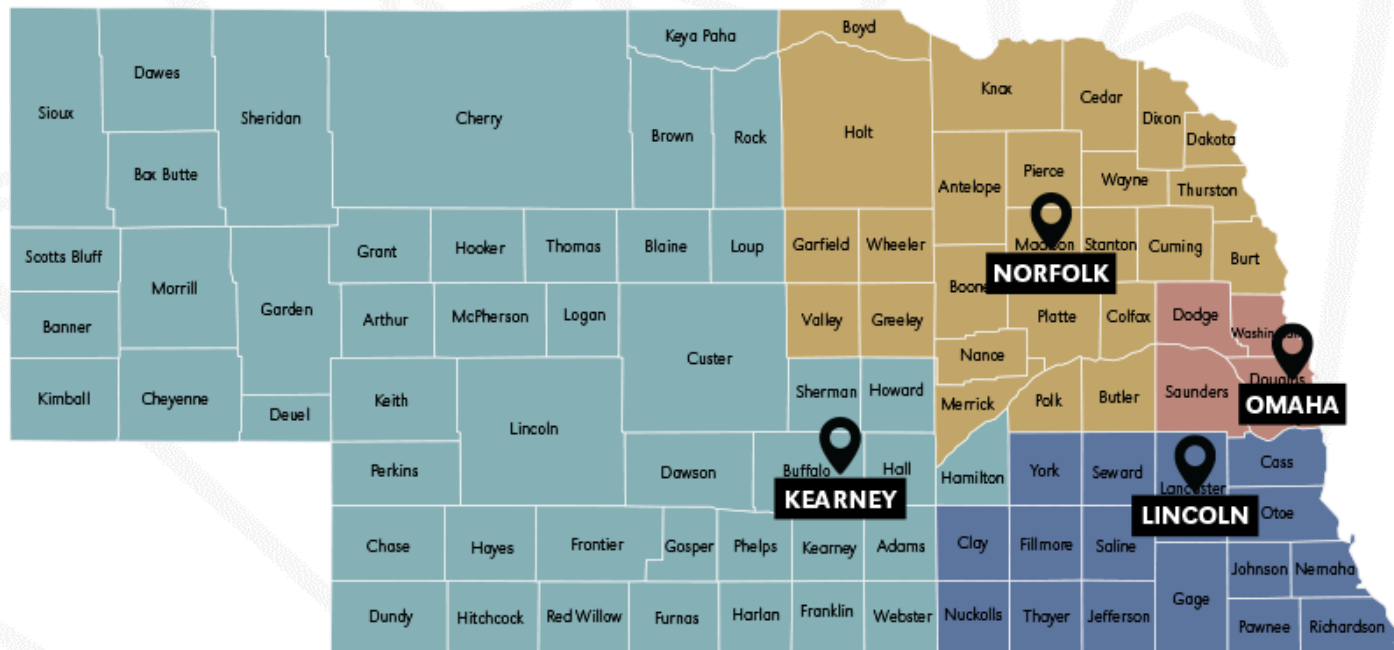 Keya Paha
Boyd
Dawes
Sioux
Sheridan
Cherry
Knox
Cedar
Dixon
Brown
Rock
Holt
Dakota
Box Butte
Pierce
Wayne
Antelope
Thurston
Scotts Bluff
Grant
Hooker
Thomas
Blaine
Loup
Garfield
Wheeler
Madison
Stanton
Cuming
Burt
NORFOLK
Morrill
Garden
Boone
Banner
Arthur
McPherson
Logan
Valley
Greeley
Platte
Colfax
Dodge
Washington
Custer
Nance
Kimball
Cheyenne
Deuel
Keith
Lincoln
Sherman
Howard
Merrick
Polk
Butler
Saunders
Douglas
OMAHA
Perkins
Dawson
Buffalo
Hall
Hamilton
York
Seward
Lancaster
Cass
KEARNEY
LINCOLN
Otoe
Chase
Hayes
Frontier
Gosper
Phelps
Kearney
Adams
Clay
Fillmore
Saline
Johnson
Nemaha
Gage
Dundy
Hitchcock
Red Willow
Furnas
Harlan
Franklin
Webster
Nuckolls
Thayer
Jefferson
Pawnee
Richardson